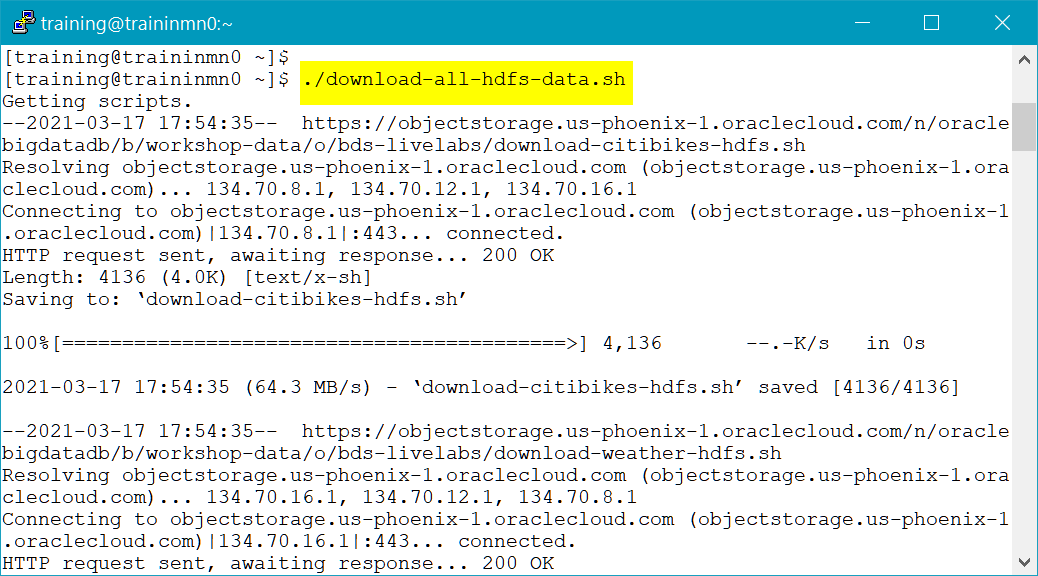 training@traininmn0:~
[training@traininmn0 ~]$
[training@traininmn0 ~]$ ./download-all-hdfs-data.sh
Getting scripts.
--2021-03-17 17:54:35--  https://objectstorage.us-phoenix-1.oraclecloud.com/n/oracle
bigdatadb/b/workshop-data/o/bds-livelabs/download-citibikes-hdfs.sh
Resolving objectstorage.us-phoenix-1.oraclecloud.com (objectstorage.us-phoenix-1.ora
clecloud.com)... 134.70.8.1, 134.70.12.1, 134.70.16.1
Connecting to objectstorage.us-phoenix-1.oraclecloud.com (objectstorage.us-phoenix-1
.oraclecloud.com)|134.70.8.1|:443... connected.
HTTP request sent, awaiting response... 200 OK
Length: 4136 (4.0K) [text/x-sh]
Saving to: ‘download-citibikes-hdfs.sh’
100%[==========================================>] 4,136       --.-K/s   in 0s
2021-03-17 17:54:35 (64.3 MB/s) - ‘download-citibikes-hdfs.sh’ saved [4136/4136]
--2021-03-17 17:54:35--  https://objectstorage.us-phoenix-1.oraclecloud.com/n/oracle
bigdatadb/b/workshop-data/o/bds-livelabs/download-weather-hdfs.sh
Resolving objectstorage.us-phoenix-1.oraclecloud.com (objectstorage.us-phoenix-1.ora
clecloud.com)... 134.70.16.1, 134.70.12.1, 134.70.8.1
Connecting to objectstorage.us-phoenix-1.oraclecloud.com (objectstorage.us-phoenix-1
.oraclecloud.com)|134.70.16.1|:443... connected.
HTTP request sent, awaiting response... 200 OK